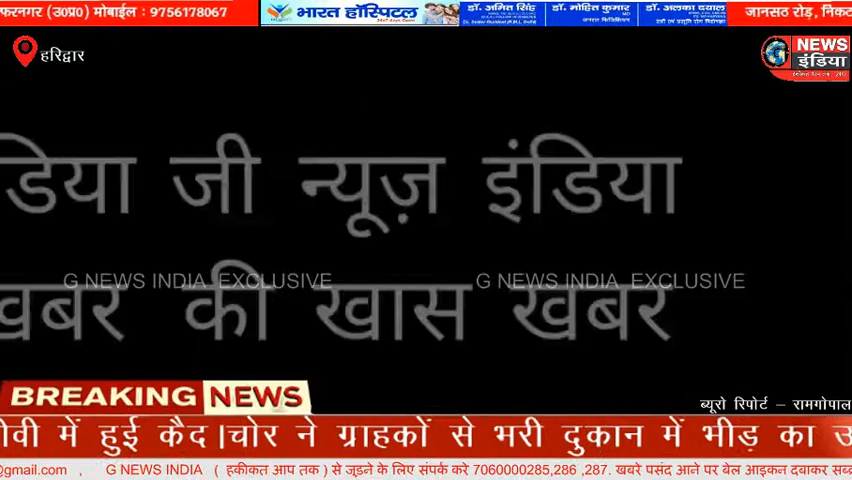 फरनगर (उ0प्र0) मोबाईल : 9756178067
भारत हॉस्पिटल
डॉ. अमित सिंह
डॉ. मोहित कुमार
डॉ. अलका दयाल
जानसठ रोड़, निकट
हरिद्वार
NEWS
इंडिया
डिया जी न्यूज़ इंडिया
G NEWS INDIA EXCLUSIVE G NEWS INDIA EXCLUSIVE
खबर की खास खबर
BREAKING NEWS
ब्यूरो रिपोर्ट – रामगोपाल
में हुई कैद।चोर ने ग्राहकों से भरी दुकान में भीड़ का
@gmail.com , G NEWS INDIA ( हकीकत आप तक ) से जुड़ने के लिए संपर्क करे 7060000285,286 ,287. खबरे पसंद आने पर बेल आइकन दबाकर सब्स